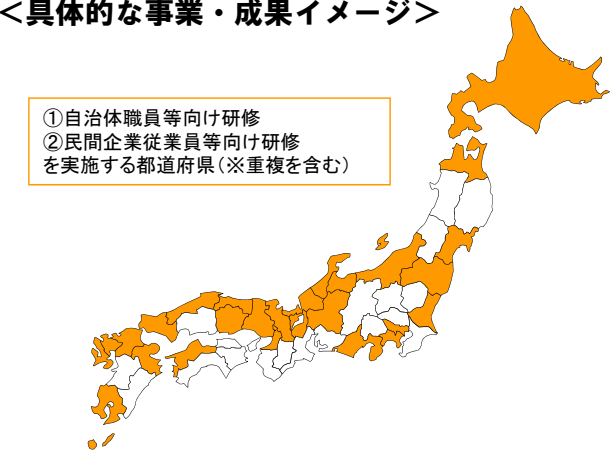 ＜具体的な事業・成果イメージ＞
①自治体職員等向け研修
②民間企業従業員等向け研修
を実施する都道府県（※重複を含む）